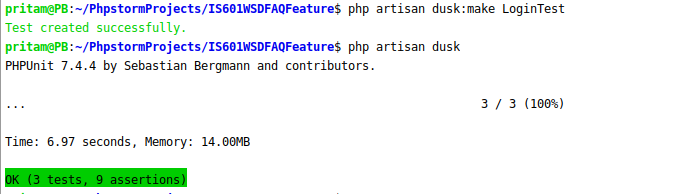 pritam@PB:~/PhpstormProjects/IS601WSDFAQFeature$ php artisan dusk:make LoginTest
Test created successfully.
pritam@PB:~/PhpstormProjects/IS601WSDFAQFeature$ php artisan dusk
PHPUnit 7.4.4 by Sebastian Bergmann and contributors.
... 3 / 3 (100%)
Time: 6.97 seconds, Memory: 14.00MB
OK (3 tests, 9 assertions)